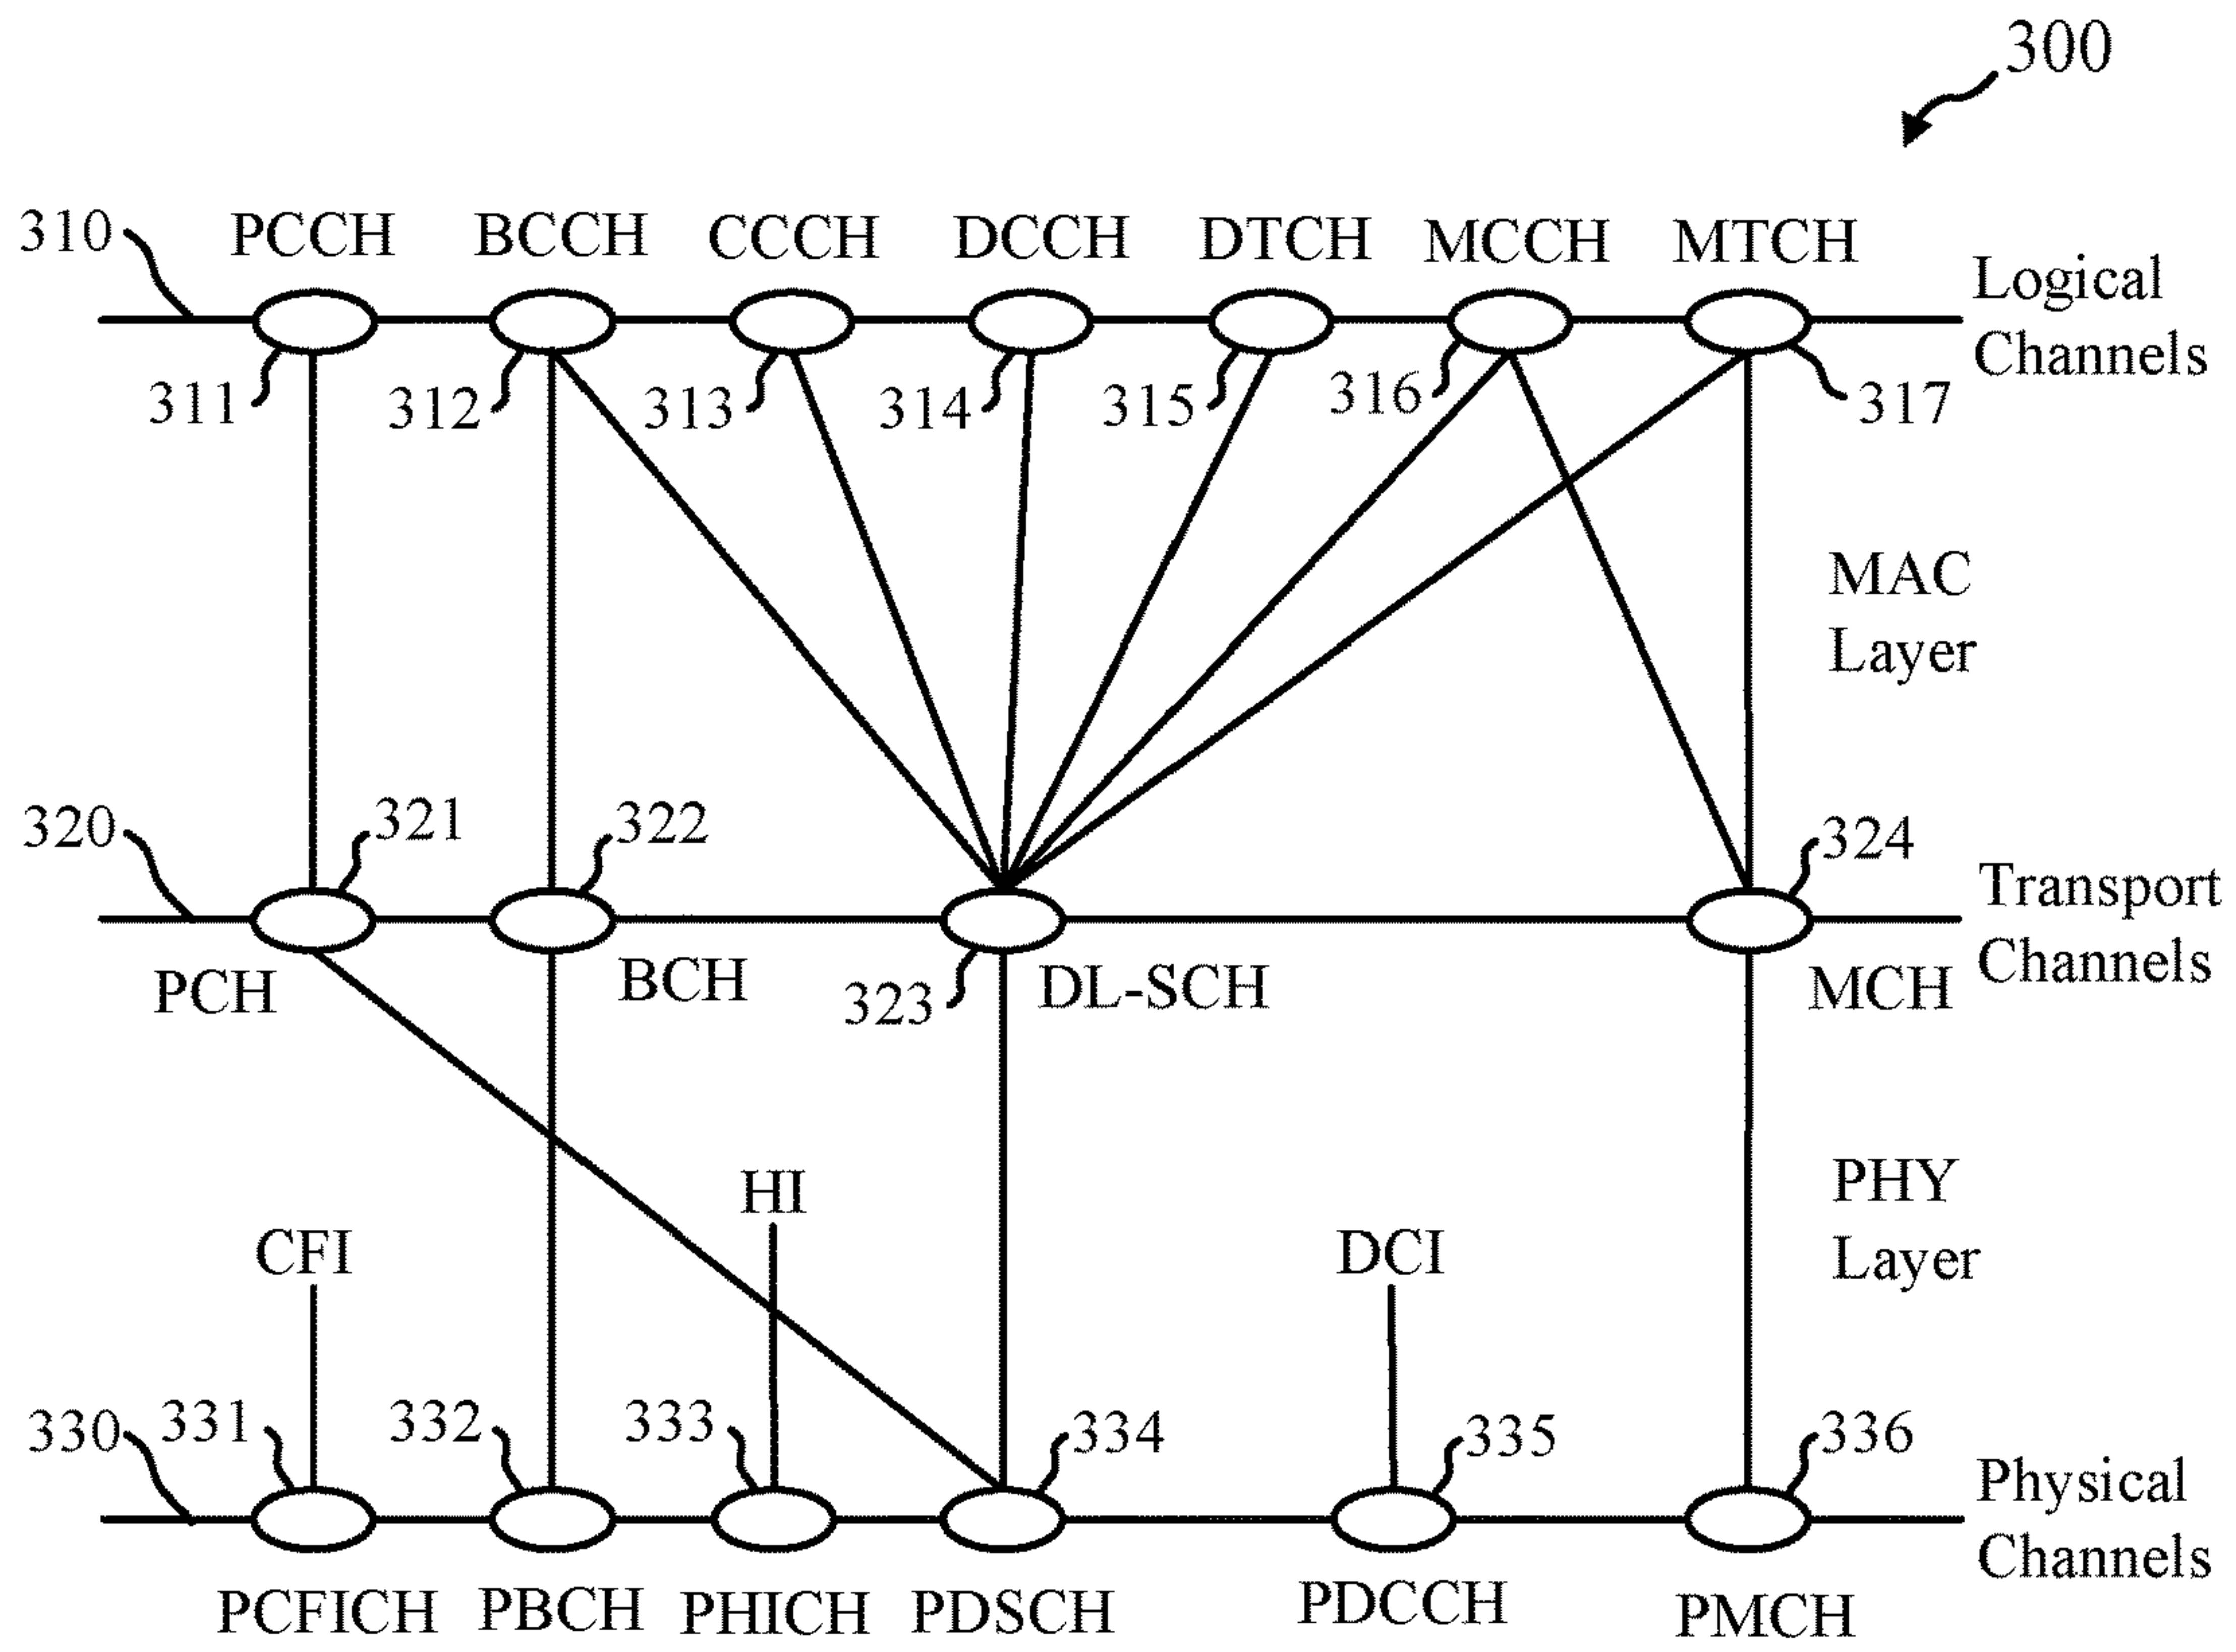 300
310
PCCH BCCH CCCH DCCH DTCH MCCH MTCH
Logical
Channels
311 312 313 314 315 316 317
MAC
Layer
320 321 322 324
Transport
Channels
PCH BCH 323 DL-SCH MCH
HI
CFI DCI
PHY
Layer
330 331 332 333 334 335 336
Physical
Channels
PCFICH PBCH PHICH PDSCH PDCCH PMCH